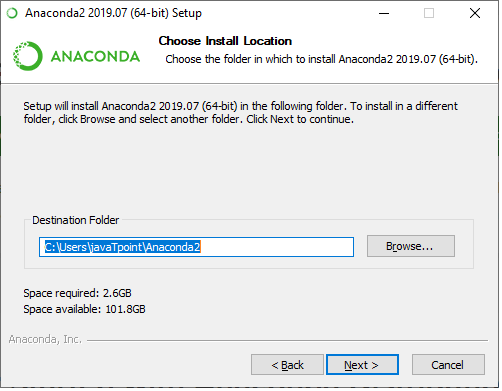 Anaconda2 2019.07 (64-bit) Setup
ANACONDA
Choose Install Location
Choose the folder in which to install Anaconda2 2019.07 (64-bit).
Setup will install Anaconda2 2019.07 (64-bit) in the following folder. To install in a different
folder, click Browse and select another folder. Click Next to continue.
Destination Folder
C:\Users\javaTpoint\Anaconda2
Browse...
Space required: 2.6GB
Space available: 101.8GB
Anaconda, Inc.
< Back
Next >
Cancel